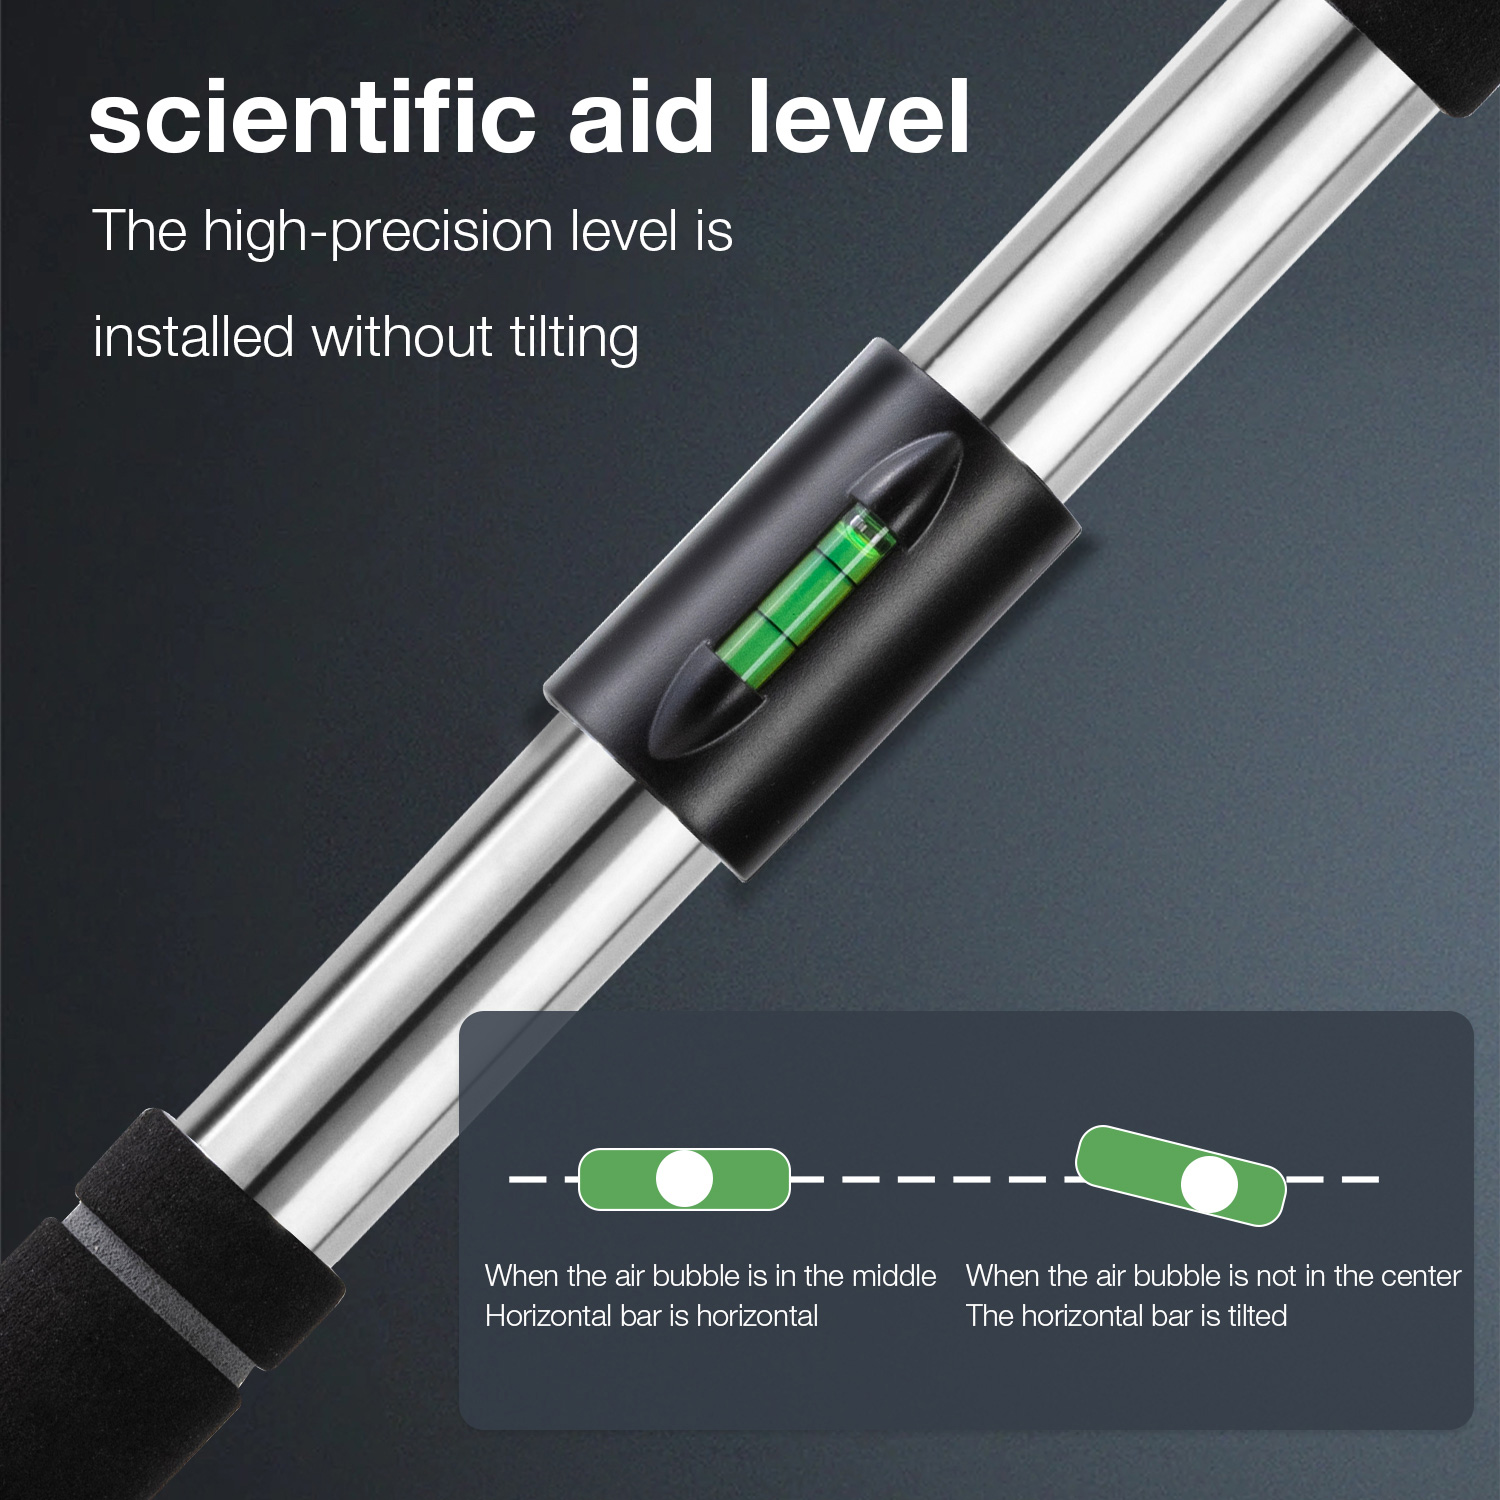 scientific aid level
The high-precision level is
installed without tilting
When the air bubble is in the middle
Horizontal bar is horizontal
When the air bubble is not in the center
The horizontal bar is tilted